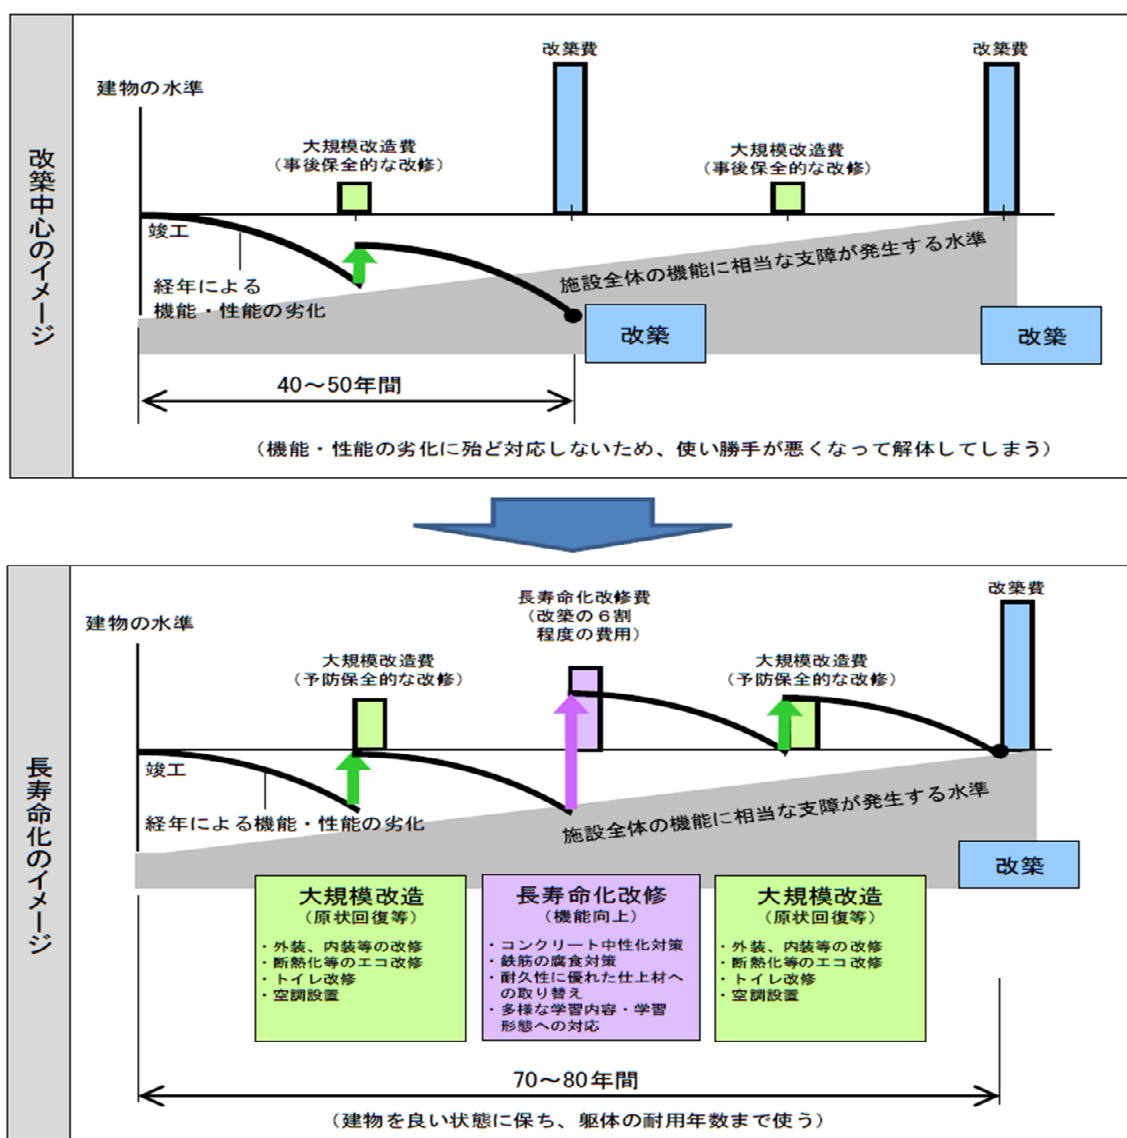 改築中心のイメージ
建物の水準
改築費
改築費
大規模改造費
(事後保全的な改修)
大規模改造費
(事後保全的な改修)
竣工
経年による
機能・性能の劣化
施設全体の機能に相当な支障が発生する水準
改築
改築
40～50年間
(機能・性能の劣化に殆ど対応しないため、使い勝手が悪くなって解体してしまう)
長寿命化のイメージ
建物の水準
長寿命化改修費
(改築の6割
程度の費用)
改築費
大規模改造費
(予防保全的な改修)
大規模改造費
(予防保全的な改修)
竣工
経年による機能・性能の劣化
施設全体の機能に相当な支障が発生する水準
改築
大規模改造
(原状回復等)
・外装、内装等の改修
・断熱化等のエコ改修
・トイレ改修
・空調設置
長寿命化改修
(機能向上)
・コンクリート中性化対策
・鉄筋の腐食対策
・耐久性に優れた仕上材へ
の取り替え
・多様な学習内容・学習
形態への対応
大規模改造
(原状回復等)
・外装、内装等の改修
・断熱化等のエコ改修
・トイレ改修
・空調設置
70～80年間
(建物を良い状態に保ち、躯体の耐用年数まで使う)